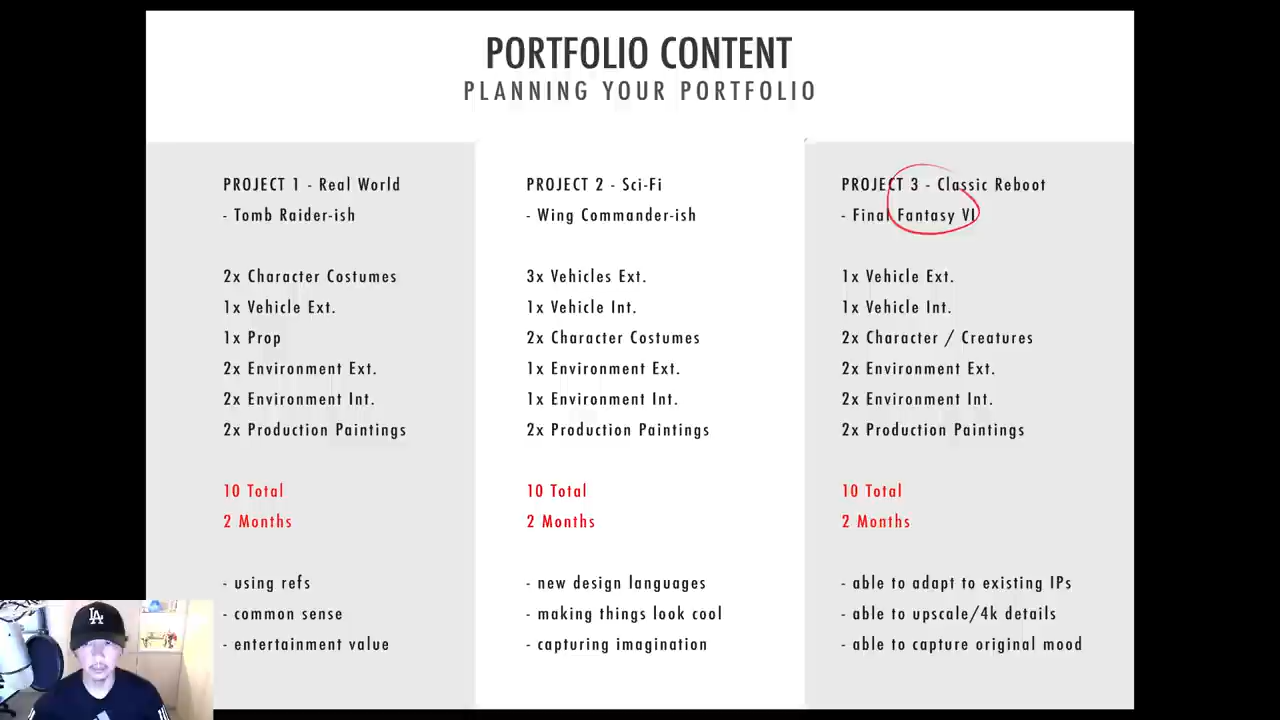 PORTFOLIO CONTENT
PLANNING YOUR PORTFOLIO
PROJECT 1 - Real World
- Tomb Raider-ish
2x Character Costumes
1x Vehicle Ext.
1x Prop
2x Environment Ext.
2x Environment Int.
2x Production Paintings
10 Total
2 Months
- using refs
- common sense
- entertainment value
PROJECT 2 - Sci-Fi
- Wing Commander-ish
3x Vehicles Ext.
1x Vehicle Int.
2x Character Costumes
1x Environment Ext.
1x Environment Int.
2x Production Paintings
10 Total
2 Months
- new design languages
- making things look cool
- capturing imagination
PROJECT 3 - Classic Reboot
- Final Fantasy VI
1x Vehicle Ext.
1x Vehicle Int.
2x Character / Creatures
2x Environment Ext.
2x Environment Int.
2x Production Paintings
10 Total
2 Months
- able to adapt to existing IPs
- able to upscale/4k details
- able to capture original mood
LA